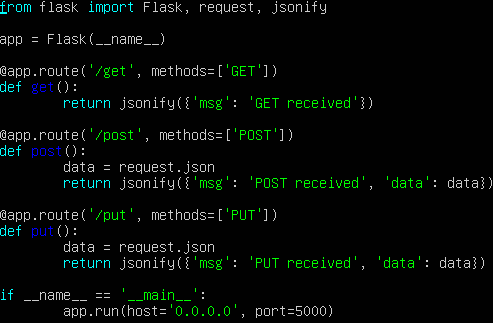 from flask import Flask, request, jsonify

app = Flask(__name__)

@app.route('/get', methods=['GET'])
def get():
        return jsonify({'msg': 'GET received'})

@app.route('/post', methods=['POST'])
def post():
        data = request.json
        return jsonify({'msg': 'POST received', 'data': data})

@app.route('/put', methods=['PUT'])
def put():
        data = request.json
        return jsonify({'msg': 'PUT received', 'data': data})

if __name__ == '__main__':
        app.run(host='0.0.0.0', port=5000)